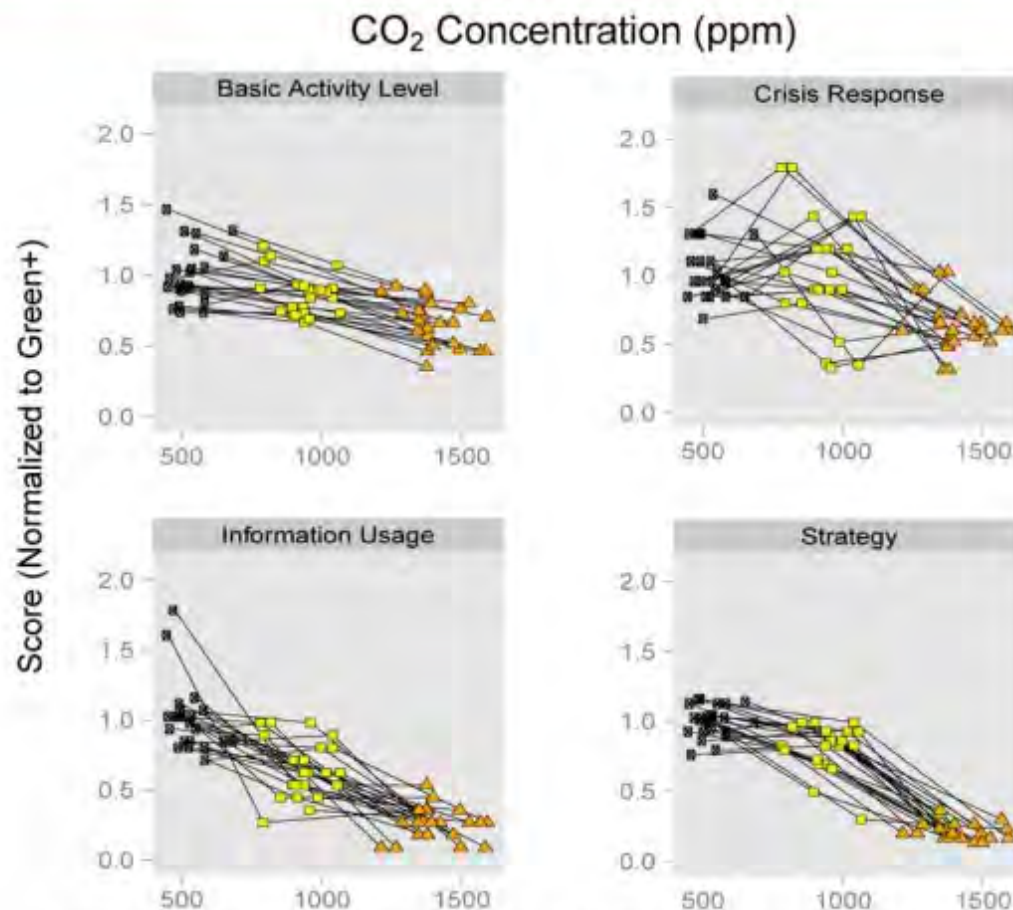 CO₂ Concentration (ppm)
Basic Activity Level
Crisis Response
2.0
1.5
1.0
0.5
0.0
500 1000 1500
2.0
1.5
1.0
0.5
0.0
500 1000 1500
Score (Normalized to Green+)
Information Usage
Strategy
2.0
1.5
1.0
0.5
0.0
500 1000 1500
2.0
1.5
1.0
0.5
0.0
500 1000 1500